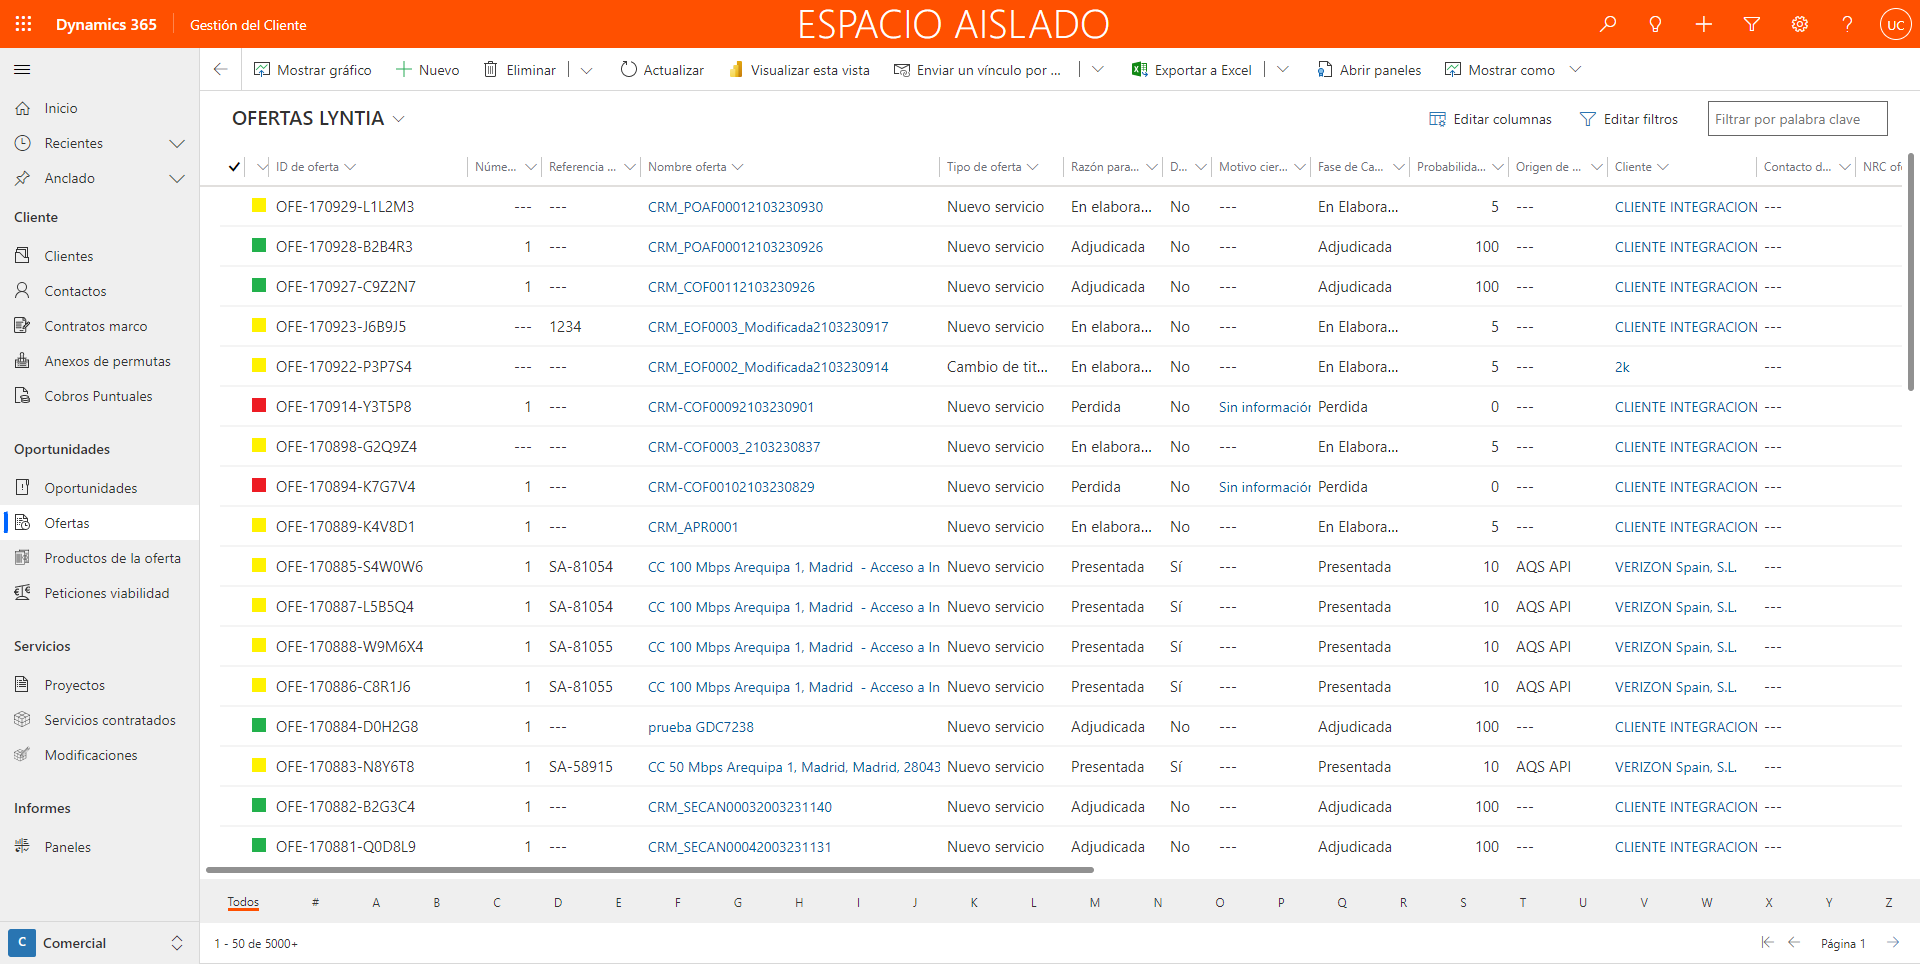 Dynamics 365
Gestión del Cliente
ESPACIO AISLADO
UC
Mostrar gráfico
Nuevo
Eliminar
Actualizar
Visualizar esta vista
Enviar un vínculo por ...
Exportar a Excel
Abrir paneles
Mostrar como
Inicio
Recientes
Anclado
Cliente
Clientes
Contactos
Contratos marco
Anexos de permutas
Cobros Puntuales
Oportunidades
Oportunidades
Ofertas
Productos de la oferta
Peticiones viabilidad
Servicios
Proyectos
Servicios contratados
Modificaciones
Informes
Paneles
C Comercial
OFERTAS LYNTIA
Editar columnas
Editar filtros
Filtrar por palabra clave
ID de oferta Núme... Referencia ... Nombre oferta Tipo de oferta Razón para... D... Motivo cier... Fase de Ca... Probabilida... Origen de ... Cliente Contacto d... NRC of
OFE-170929-L1L2M3 --- --- CRM_POAF00012103230930 Nuevo servicio En elabora... No --- En Elabora... 5 --- CLIENTE INTEGRACION ---
OFE-170928-B2B4R3 1 --- CRM_POAF00012103230926 Nuevo servicio Adjudicada No --- Adjudicada 100 --- CLIENTE INTEGRACION ---
OFE-170927-C9Z2N7 1 --- CRM_COF00112103230926 Nuevo servicio Adjudicada No --- Adjudicada 100 --- CLIENTE INTEGRACION ---
OFE-170923-J6B9J5 --- 1234 CRM_EOF0003_Modificada2103230917 Nuevo servicio En elabora... No --- En Elabora... 5 --- CLIENTE INTEGRACION ---
OFE-170922-P3P7S4 --- --- CRM_EOF0002_Modificada2103230914 Cambio de tit... En elabora... No --- En Elabora... 5 --- 2k ---
OFE-170914-Y3T5P8 1 --- CRM-COF00092103230901 Nuevo servicio Perdida No Sin información Perdida 0 --- CLIENTE INTEGRACION ---
OFE-170898-G2Q9Z4 --- --- CRM-COF0003_2103230837 Nuevo servicio En elabora... No --- En Elabora... 5 --- CLIENTE INTEGRACION ---
OFE-170894-K7G7V4 1 --- CRM-COF00102103230829 Nuevo servicio Perdida No Sin información Perdida 0 --- CLIENTE INTEGRACION ---
OFE-170889-K4V8D1 1 --- CRM_APR0001 Nuevo servicio En elabora... No --- En Elabora... 5 --- CLIENTE INTEGRACION ---
OFE-170885-S4W0W6 1 SA-81054 CC 100 Mbps Arequipa 1, Madrid - Acceso a In Nuevo servicio Presentada Sí --- Presentada 10 AQS API VERIZON Spain, S.L. ---
OFE-170887-L5B5Q4 1 SA-81054 CC 100 Mbps Arequipa 1, Madrid - Acceso a In Nuevo servicio Presentada Sí --- Presentada 10 AQS API VERIZON Spain, S.L. ---
OFE-170888-W9M6X4 1 SA-81055 CC 100 Mbps Arequipa 1, Madrid - Acceso a In Nuevo servicio Presentada Sí --- Presentada 10 AQS API VERIZON Spain, S.L. ---
OFE-170886-C8R1J6 1 SA-81055 CC 100 Mbps Arequipa 1, Madrid - Acceso a In Nuevo servicio Presentada Sí --- Presentada 10 AQS API VERIZON Spain, S.L. ---
OFE-170884-D0H2G8 1 --- prueba GDC7238 Nuevo servicio Adjudicada No --- Adjudicada 100 --- CLIENTE INTEGRACION ---
OFE-170883-N8Y6T8 1 SA-58915 CC 50 Mbps Arequipa 1, Madrid, Madrid, 28043 Nuevo servicio Presentada Sí --- Presentada 10 AQS API VERIZON Spain, S.L. ---
OFE-170882-B2G3C4 1 --- CRM_SECAN00032003231140 Nuevo servicio Adjudicada No --- Adjudicada 100 --- CLIENTE INTEGRACION ---
OFE-170881-Q0D8L9 1 --- CRM_SECAN00042003231131 Nuevo servicio Adjudicada No --- Adjudicada 100 --- CLIENTE INTEGRACION ---
Todos # A B C D E F G H I J K L M N O P Q R S T U V W X Y Z
1 - 50 de 5000+
Página 1